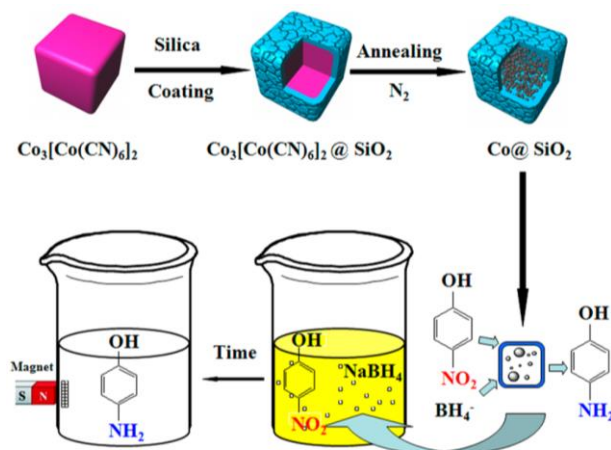 Silica
Coating
Annealing
N₂
Co₃[Co(CN)₆]₂
Co₃[Co(CN)₆]₂ @ SiO₂
Co@ SiO₂
Magnet
S N
OH
NH₂
Time
OH
NO₂
NaBH₄
OH
NO₂
BH₄⁻
OH
NH₂